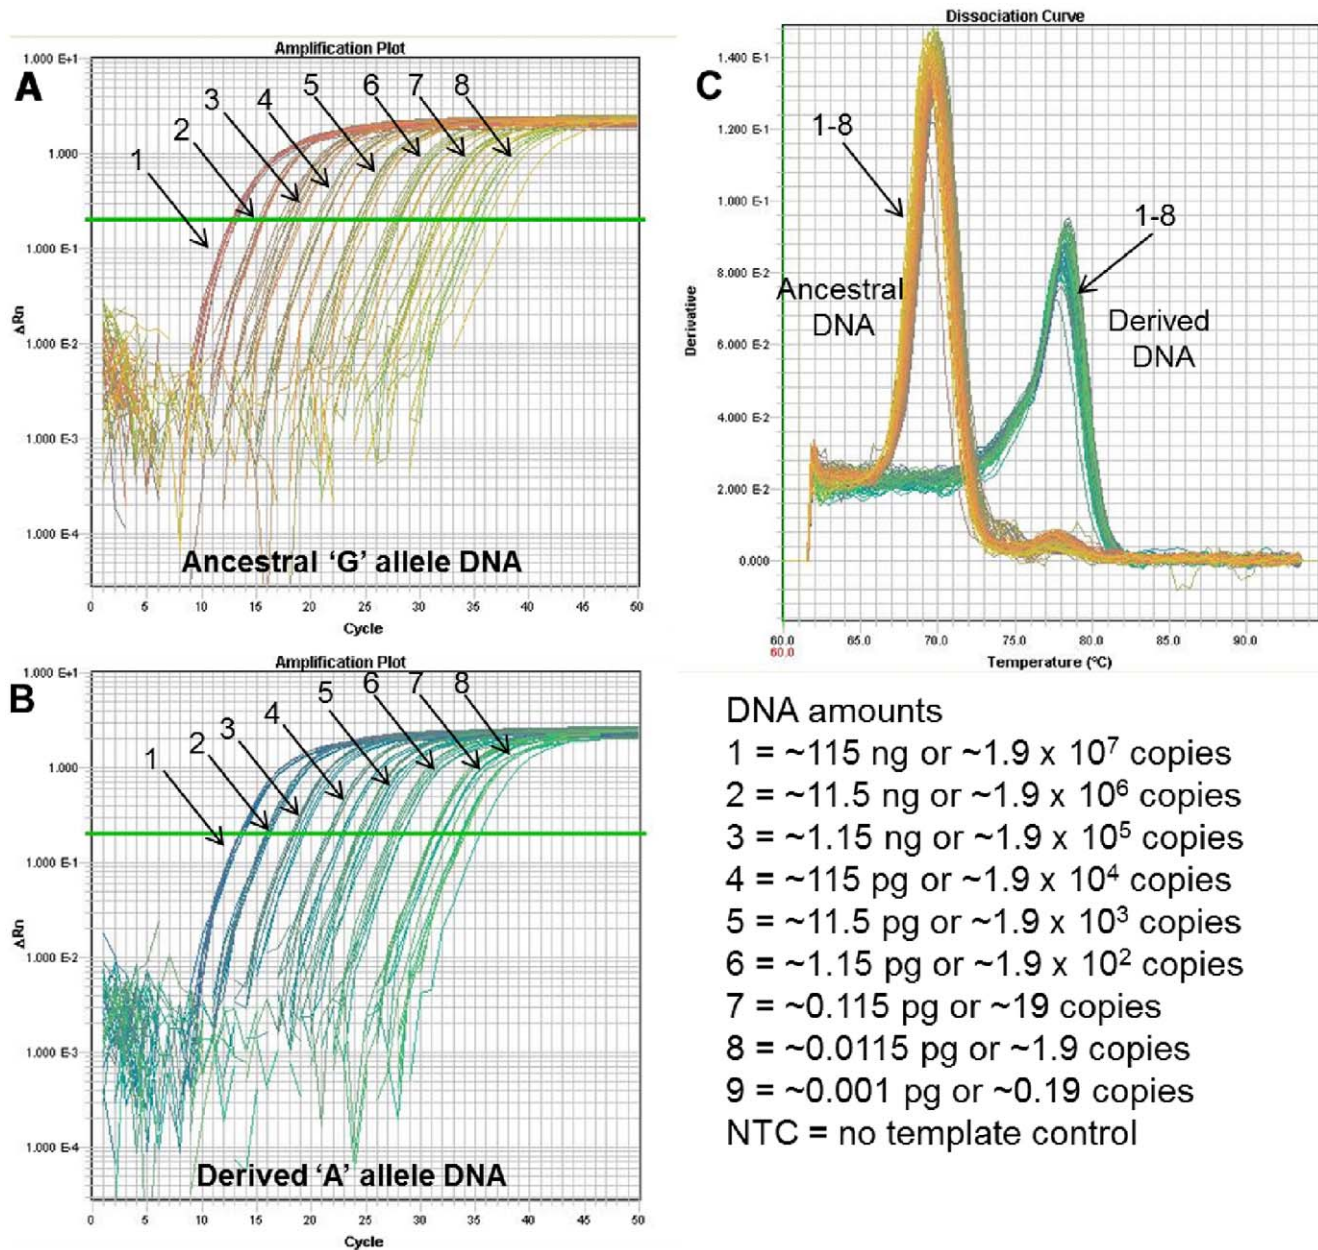 A
Amplification Plot
1.000 E+1
1.000
1.000 E-1
1.000 E-2
1.000 E-3
1.000 E-4
ΔRn
1
2
3
4
5
6
7
8
Ancestral ‘G’ allele DNA
0 5 10 15 20 25 30 35 40 45 50
Cycle
B
Amplification Plot
1.000 E+1
1.000
1.000 E-1
1.000 E-2
1.000 E-3
1.000 E-4
ΔRn
1
2
3
4
5
6
7
8
Derived ‘A’ allele DNA
0 5 10 15 20 25 30 35 40 45 50
Cycle
C
Dissociation Curve
1.400 E-1
1.200 E-1
1.000 E-1
8.000 E-2
6.000 E-2
4.000 E-2
2.000 E-2
0.000
Derivative
1-8
Ancestral
DNA
1-8
Derived
DNA
60.0 65.0 70.0 75.0 80.0 85.0 90.0
60.0
Temperature (°C)
DNA amounts
1 = ~115 ng or ~1.9 x 10⁷ copies
2 = ~11.5 ng or ~1.9 x 10⁶ copies
3 = ~1.15 ng or ~1.9 x 10⁵ copies
4 = ~115 pg or ~1.9 x 10⁴ copies
5 = ~11.5 pg or ~1.9 x 10³ copies
6 = ~1.15 pg or ~1.9 x 10² copies
7 = ~0.115 pg or ~19 copies
8 = ~0.0115 pg or ~1.9 copies
9 = ~0.001 pg or ~0.19 copies
NTC = no template control